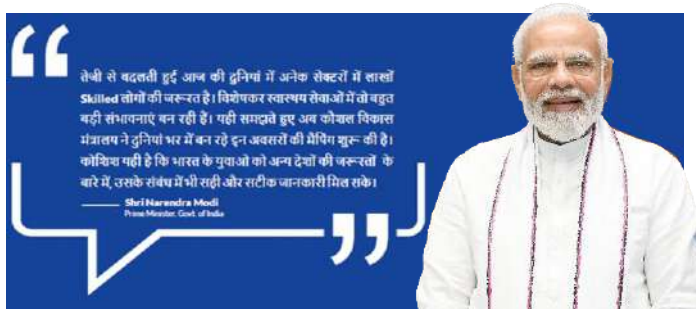 तेजी से बदलती हुई आज की दुनियां में अनेक सेक्टरों में लाखों
Skilled लोगों की जरूरत है। विशेषकर स्वास्थय सेवाओं में तो बहुत
बड़ी संभावनाएं बन रही हैं। यही समझते हुए अब कौशल विकास
मंत्रालय ने दुनियां भर में बन रहे इन अवसरों की मैपिंग शुरू की है।
कोशिश यही है कि भारत के युवाओ को अन्य देशों की जरूरतों के
बारे में, उसके संबंध में भी सही और सटीक जानकारी मिल सके।
Shri Narendra Modi
Prime Minister, Govt. of India